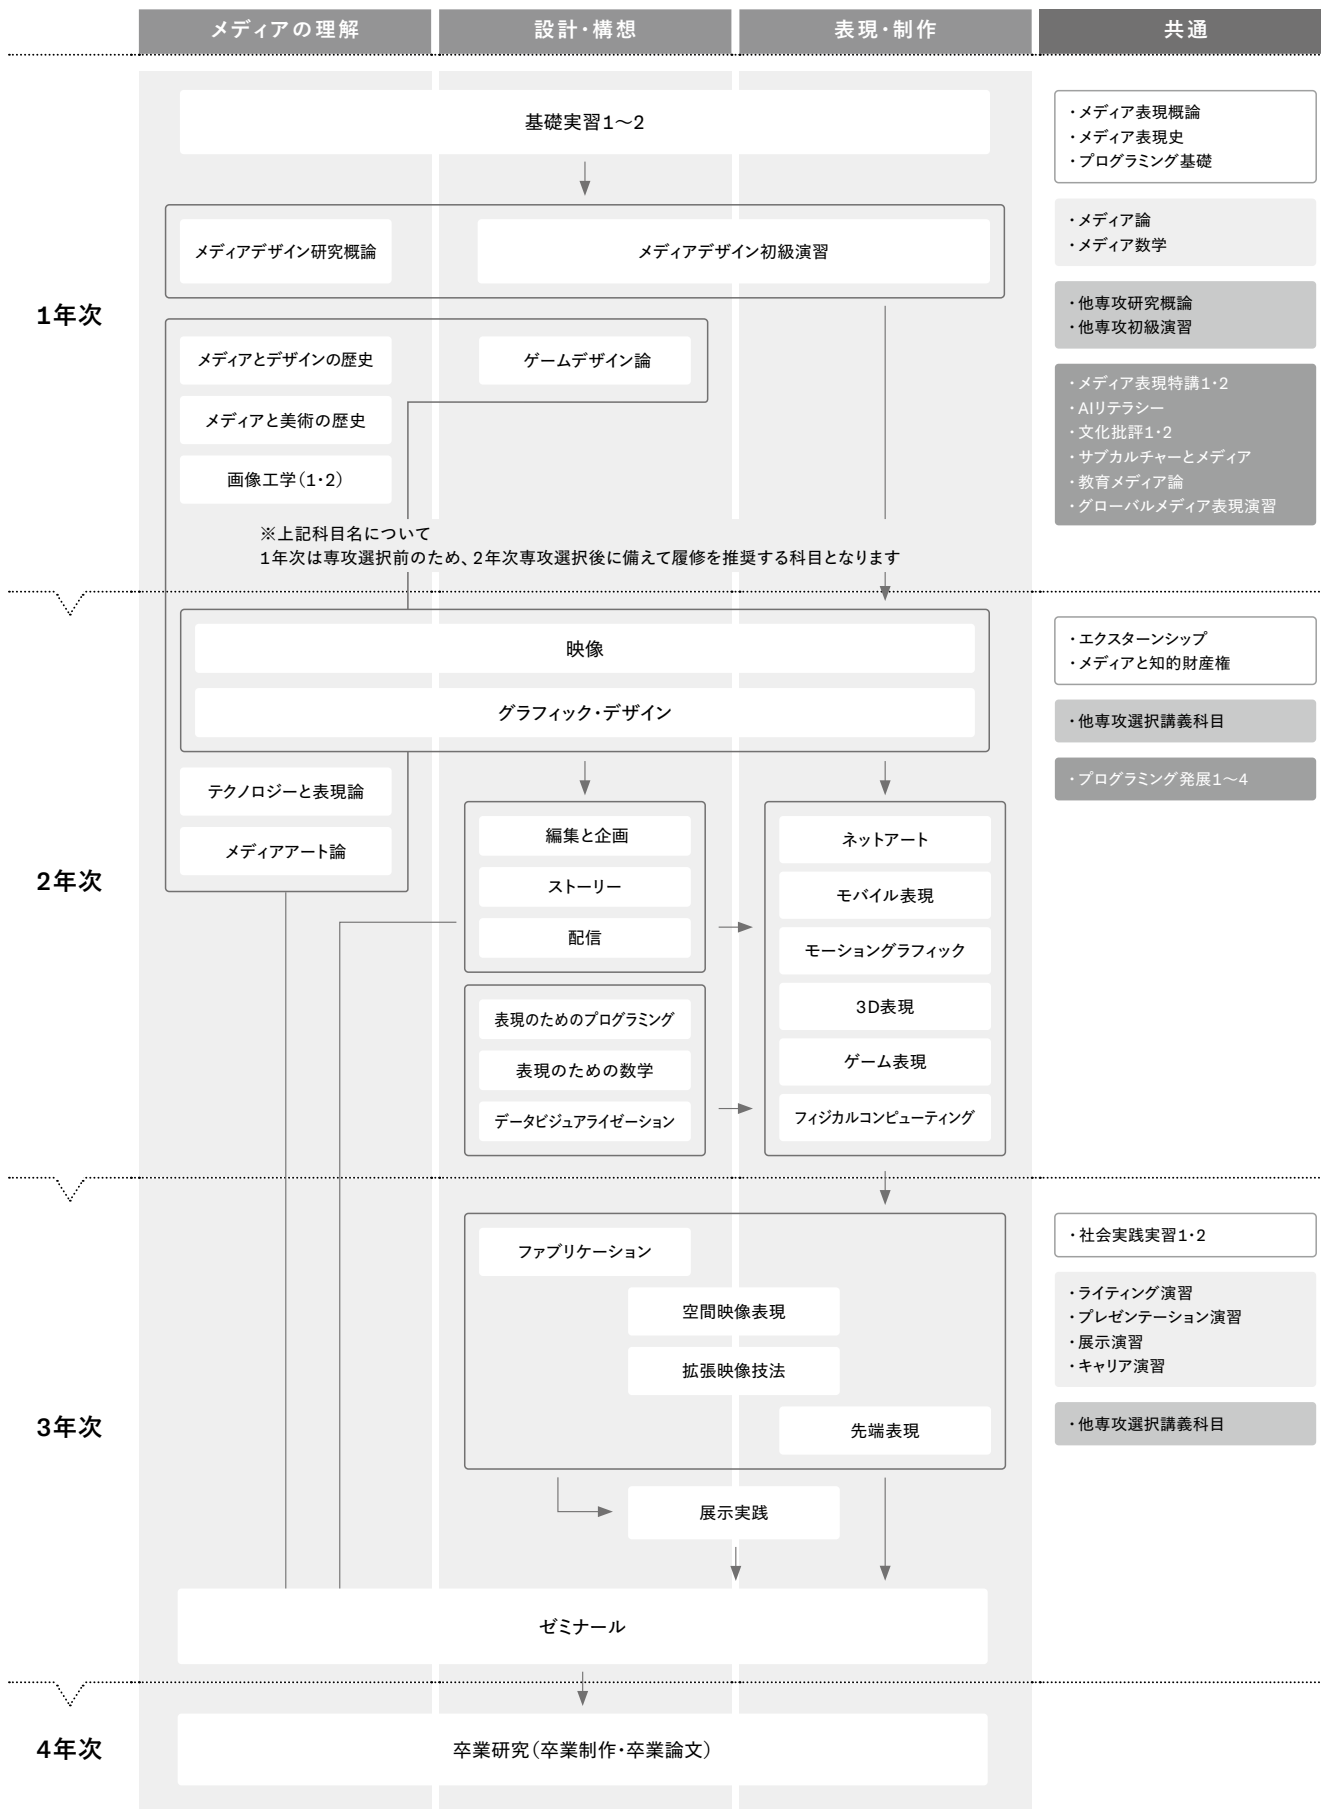 メディアの理解
設計・構想
表現・制作
共通
1年次
基礎実習1〜2
メディアデザイン研究概論
メディアデザイン初級演習
メディアとデザインの歴史
ゲームデザイン論
メディアと美術の歴史
画像工学（1・2）
※上記科目名について
1年次は専攻選択前のため、2年次専攻選択後に備えて履修を推奨する科目となります
・メディア表現概論
・メディア表現史
・プログラミング基礎
・メディア論
・メディア数学
・他専攻研究概論
・他専攻初級演習
・メディア表現特講1・2
・AIリテラシー
・文化批評1・2
・サブカルチャーとメディア
・教育メディア論
・グローバルメディア表現演習
2年次
映像
グラフィック・デザイン
テクノロジーと表現論
メディアアート論
編集と企画
ストーリー
配信
表現のためのプログラミング
表現のための数学
データビジュアライゼーション
ネットアート
モバイル表現
モーショングラフィック
3D表現
ゲーム表現
フィジカルコンピューティング
・エクスターンシップ
・メディアと知的財産権
・他専攻選択講義科目
・プログラミング発展1〜4
3年次
ファブリケーション
空間映像表現
拡張映像技法
先端表現
展示実践
ゼミナール
・社会実践実習1・2
・ライティング演習
・プレゼンテーション演習
・展示演習
・キャリア演習
・他専攻選択講義科目
4年次
卒業研究（卒業制作・卒業論文）